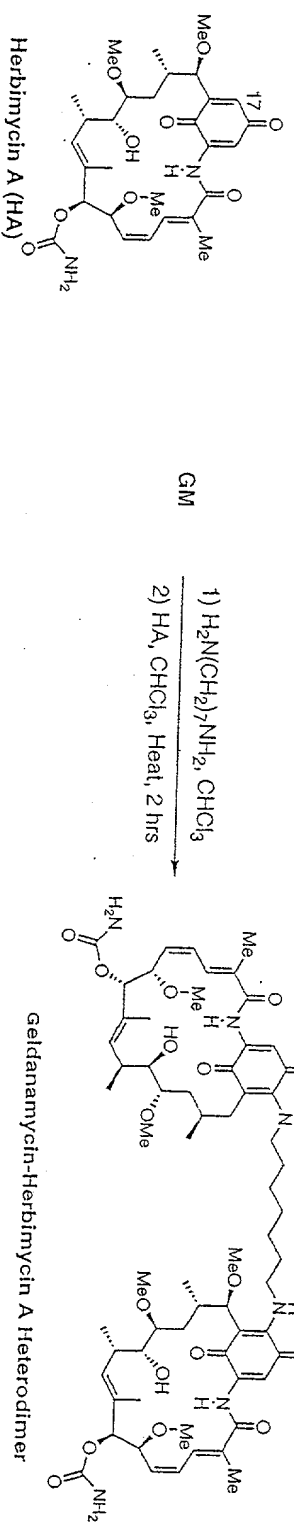 MeO
MeO
17
O
O
OH
N
H
O
O
Me
Me
O
O
NH2
Herbimycin A (HA)
GM
1) H2N(CH2)7NH2, CHCl3
2) HA, CHCl3, Heat, 2 hrs
Me
O
N
H
O
Me
O
O
H2N
O
HO
OMe
N
MeO
MeO
O
OH
N
H
N
H
O
O
Me
Me
O
O
NH2
Geldanamycin-Herbimycin A Heterodimer